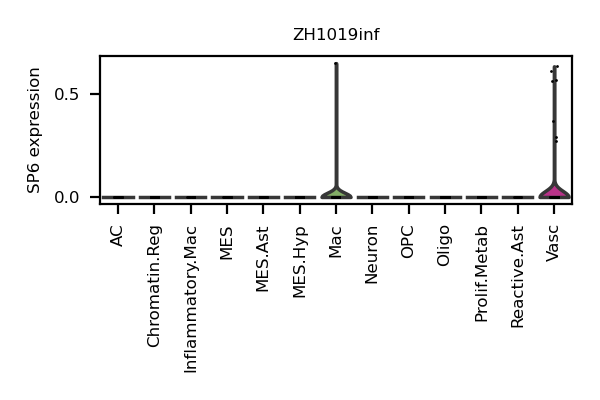 ZH1019inf
SP6 expression
0.5
0.0
AC
Chromatin.Reg
Inflammatory.Mac
MES
MES.Ast
MES.Hyp
Mac
Neuron
OPC
Oligo
Prolif.Metab
Reactive.Ast
Vasc